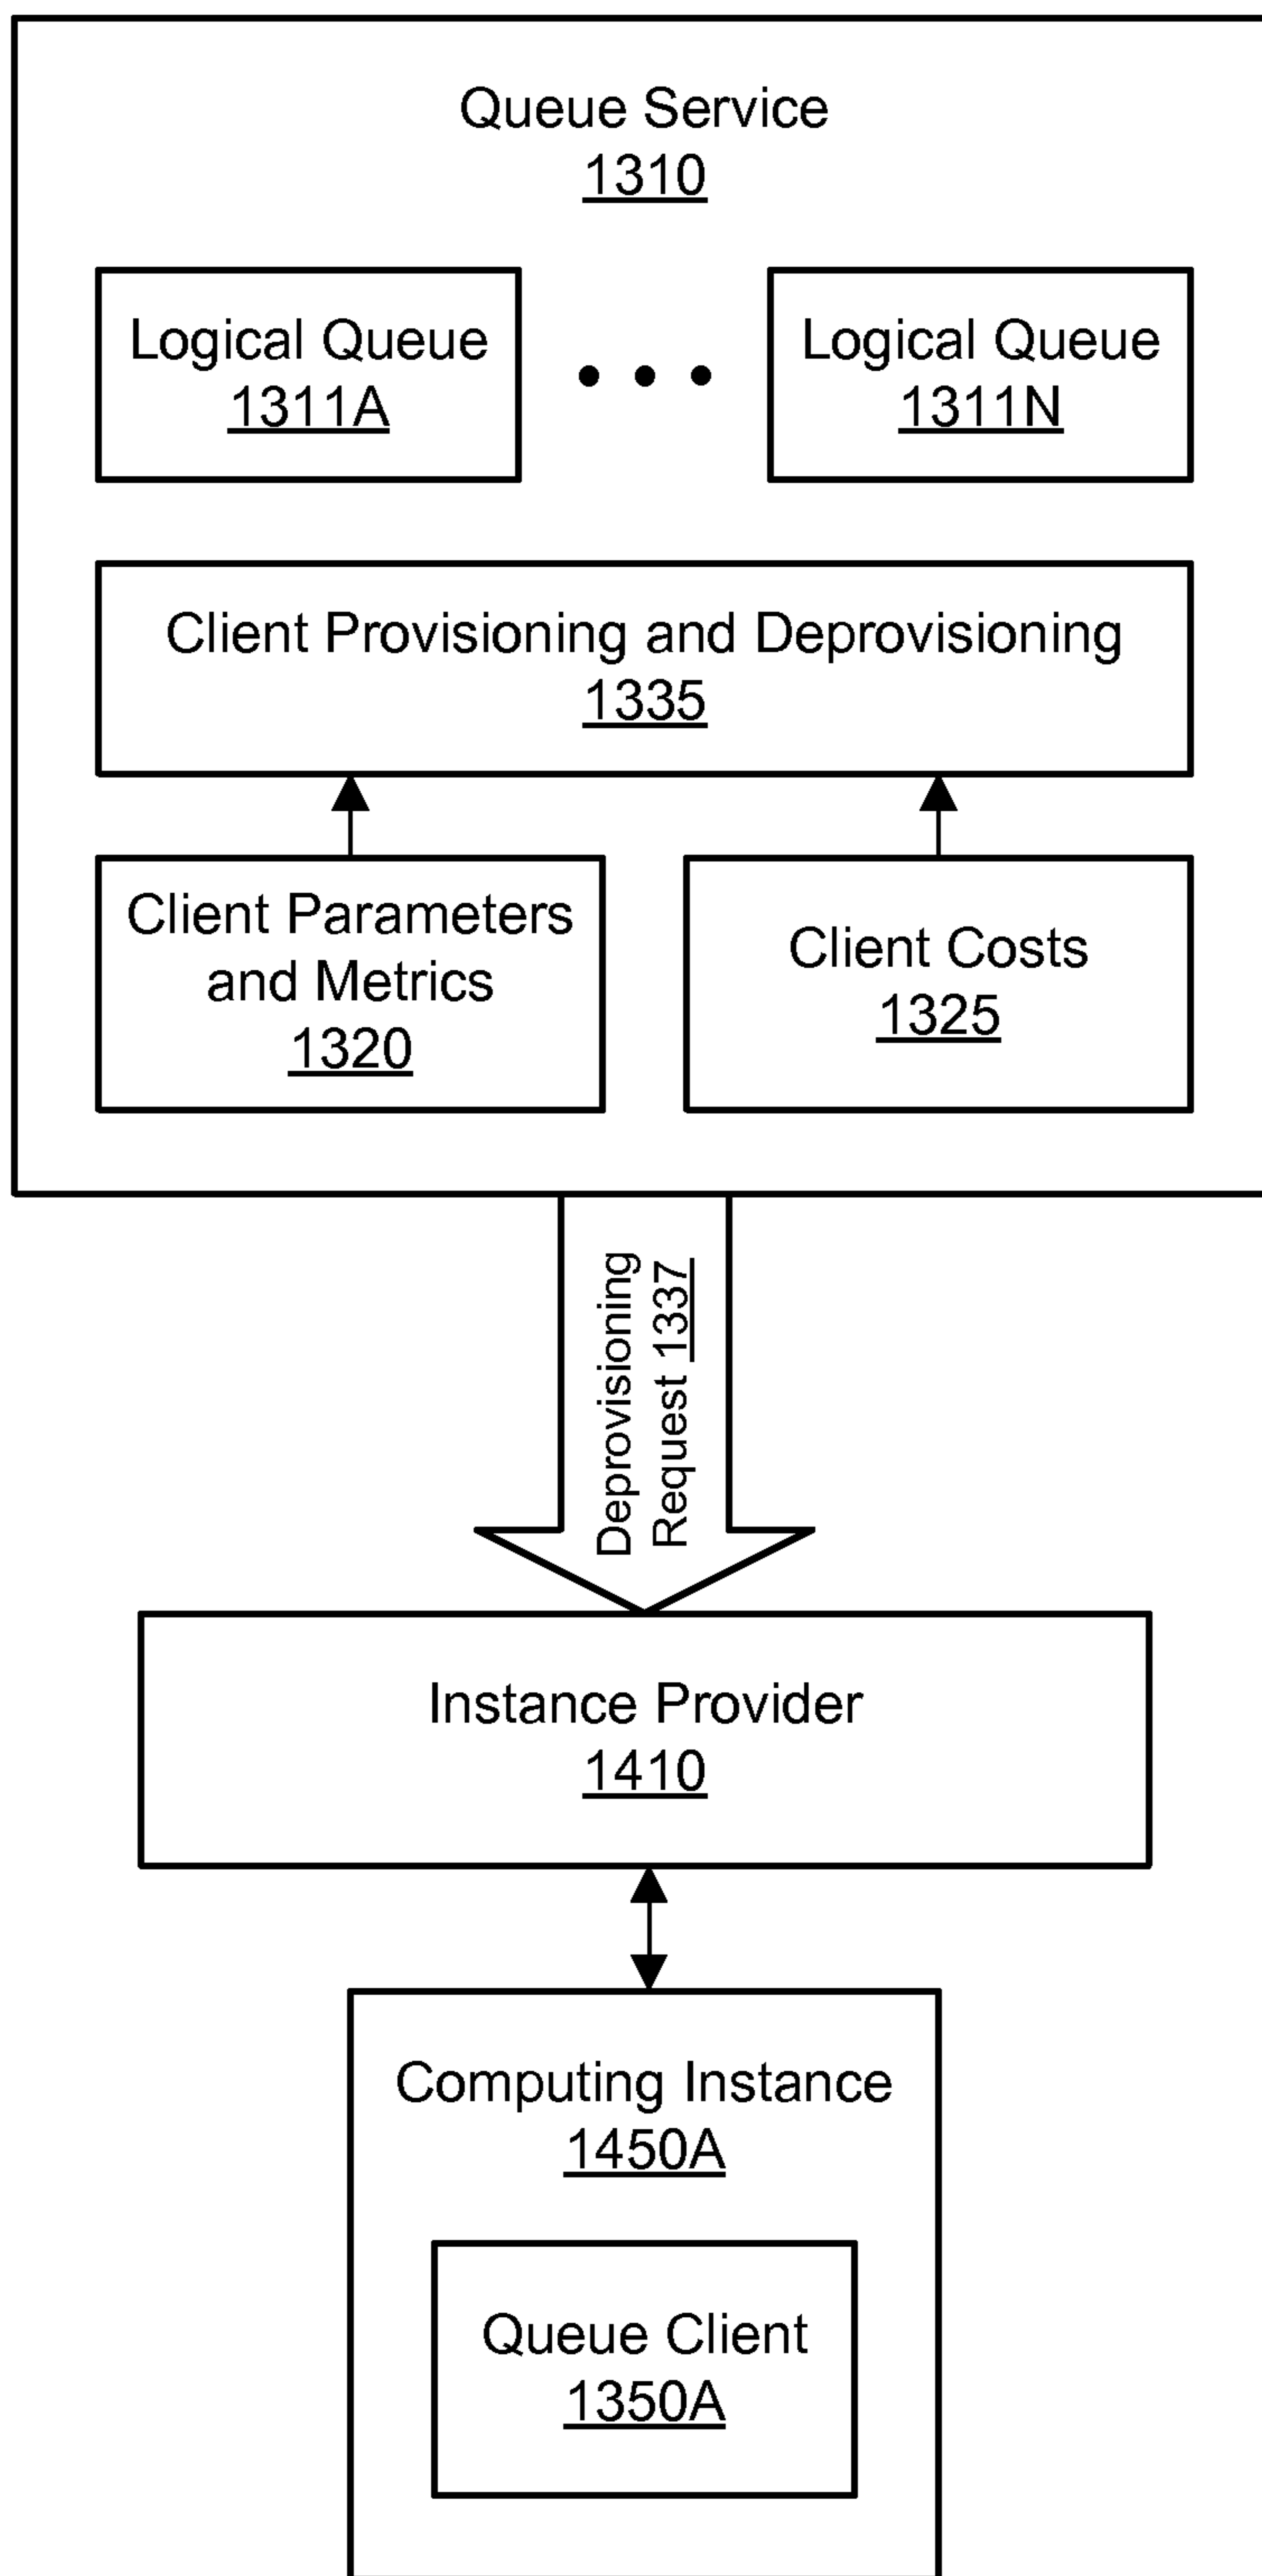 Queue Service
1310
Logical Queue
1311A
Logical Queue
1311N
Client Provisioning and Deprovisioning
1335
Client Parameters
and Metrics
1320
Client Costs
1325
Deprovisioning
Request 1337
Instance Provider
1410
Computing Instance
1450A
Queue Client
1350A